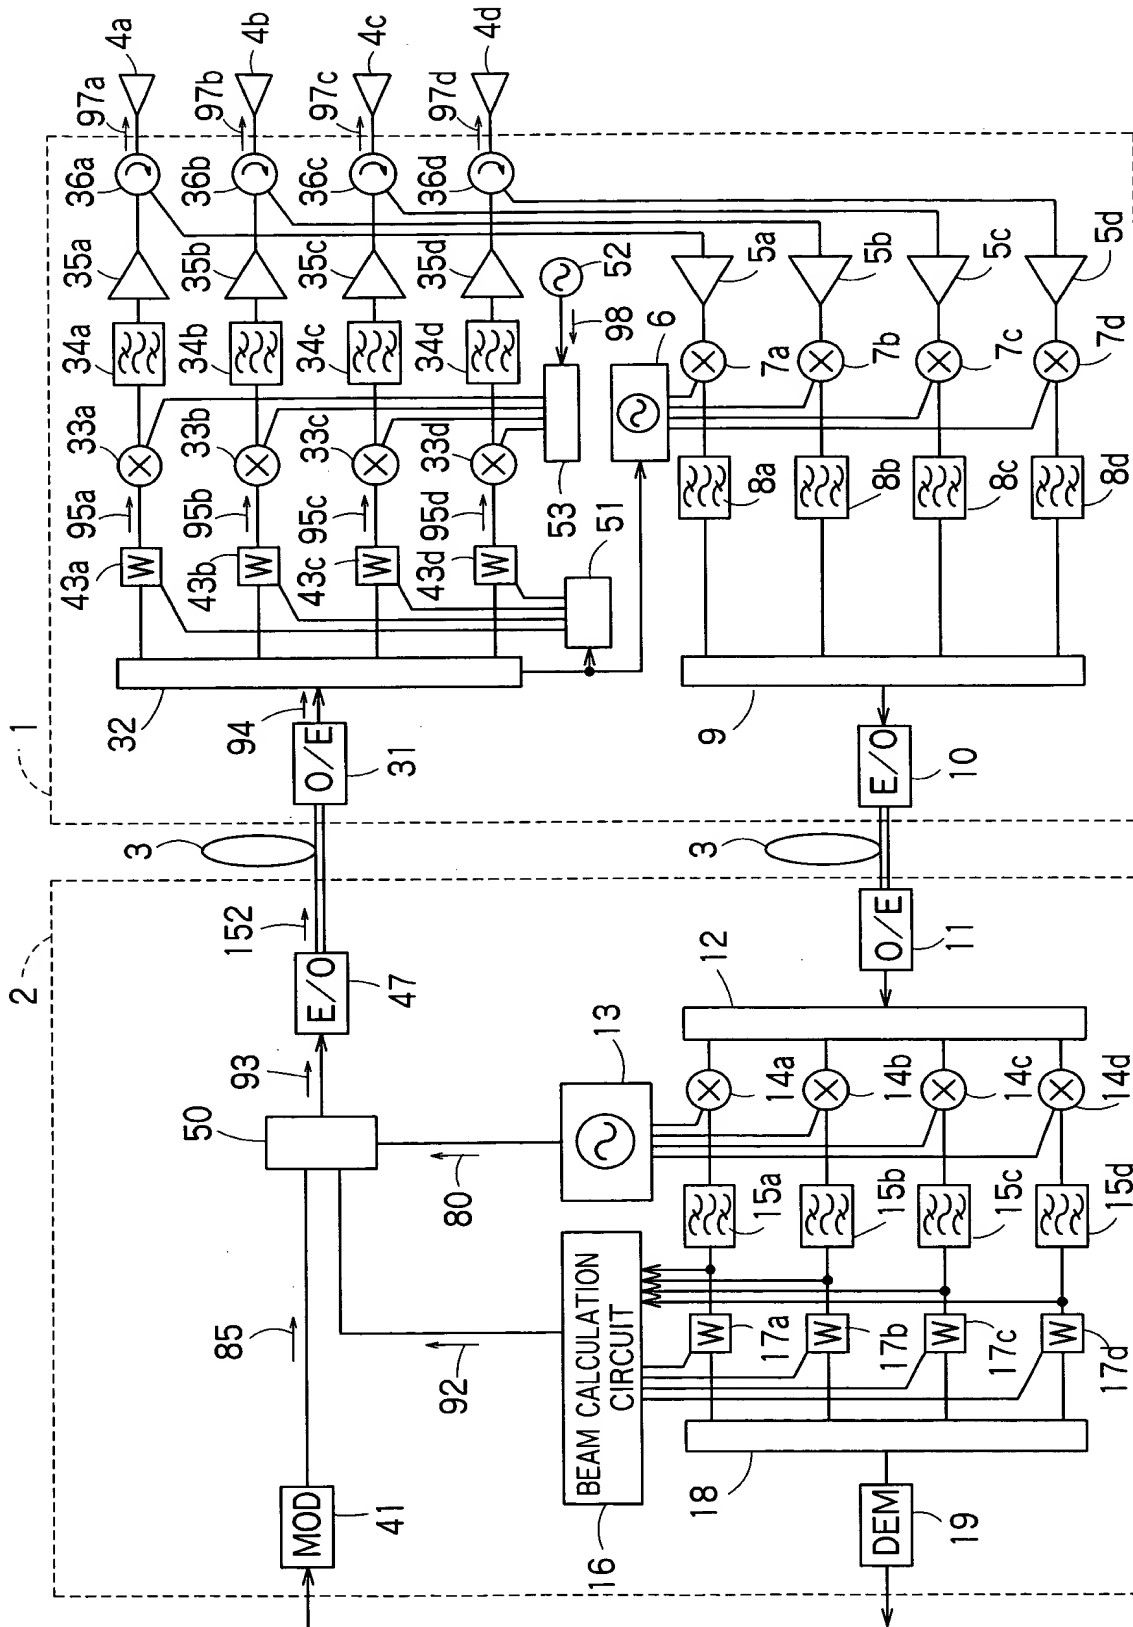 1
2
3
3
4a
4b
4c
4d
97a
97b
97c
97d
36a
36b
36c
36d
35a
35b
35c
35d
34a
34b
34c
34d
33a
33b
33c
33d
95a
95b
95c
95d
W
W
W
W
43a
43b
43c
43d
52
98
53
51
32
94
O/E
31
152
E/O
47
93
50
85
80
92
MOD
41
5a
5b
5c
5d
6
7a
7b
7c
7d
8a
8b
8c
8d
9
E/O
10
O/E
11
12
13
14a
14b
14c
14d
15a
15b
15c
15d
BEAM CALCULATION
CIRCUIT
16
W
W
W
W
17a
17b
17c
17d
18
DEM
19